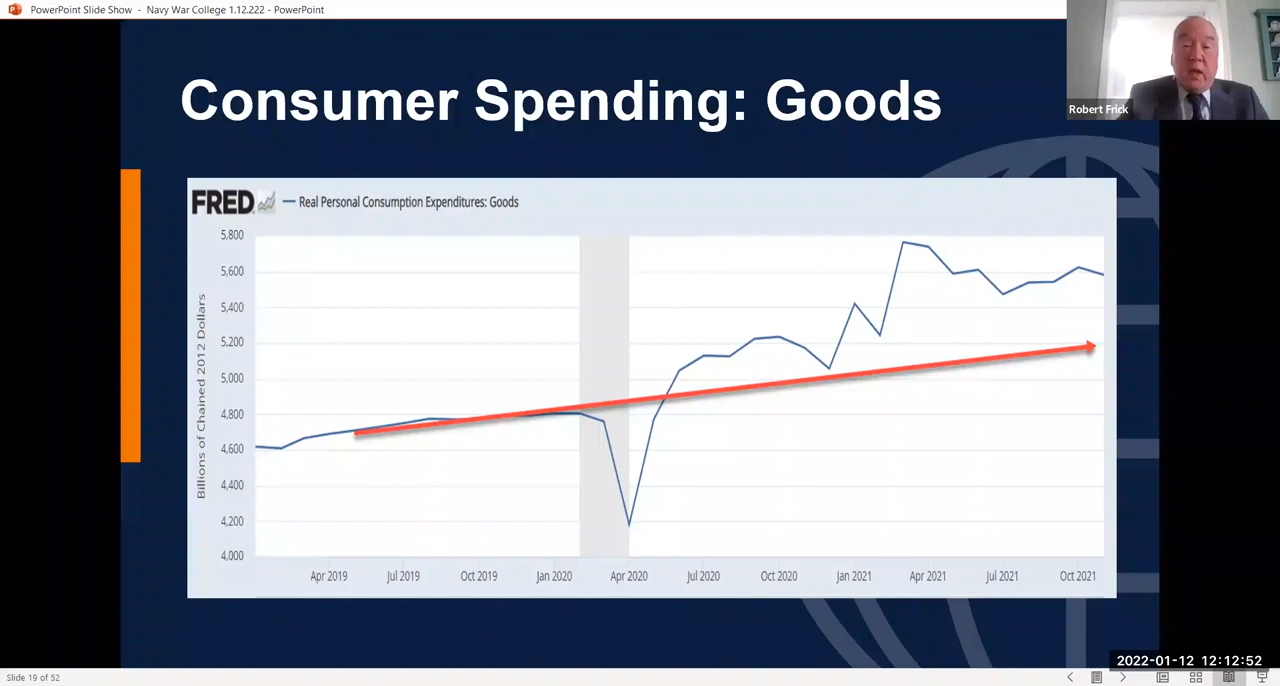 PowerPoint Slide Show - Navy War College 1.12.222 - PowerPoint
Robert Frick
Consumer Spending: Goods
FRED
Real Personal Consumption Expenditures: Goods
Billions of Chained 2012 Dollars
5,800
5,600
5,400
5,200
5,000
4,800
4,600
4,400
4,200
4,000
Apr 2019 Jul 2019 Oct 2019 Jan 2020 Apr 2020 Jul 2020 Oct 2020 Jan 2021 Apr 2021 Jul 2021 Oct 2021
2022-01-12 12:12:52
Slide 19 of 52